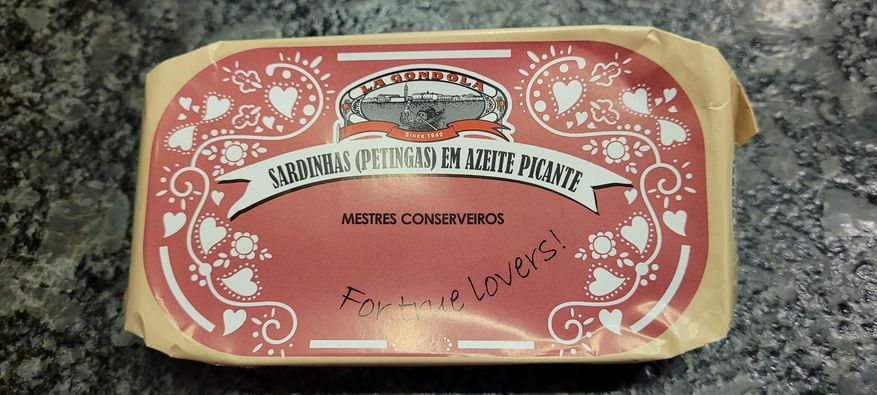 LA GONDOLA
Since 1940
SARDINHAS (PETINGAS) EM AZEITE PICANTE
MESTRES CONSERVEIROS
For true Lovers!